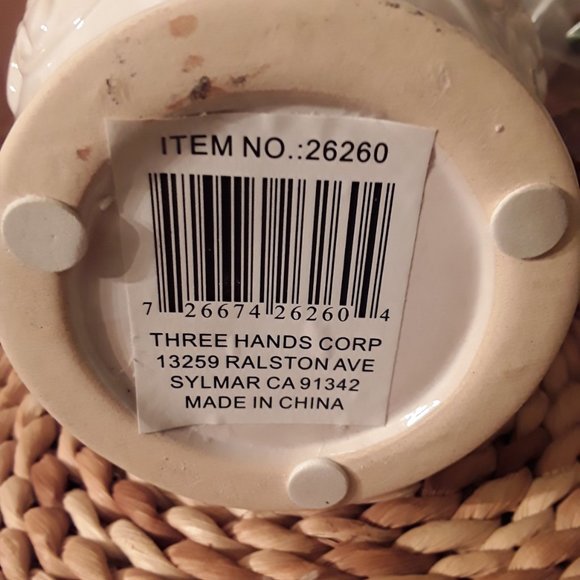 ITEM NO.:26260
7 26674 26260 4
THREE HANDS CORP
13259 RALSTON AVE
SYLMAR CA 91342
MADE IN CHINA